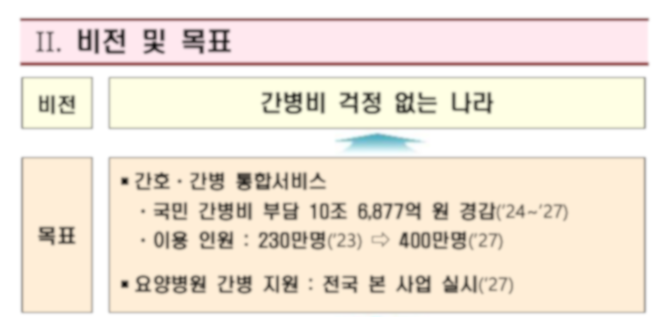 II. 비전 및 목표
비전
간병비 걱정 없는 나라
목표
▪ 간호·간병 통합서비스
· 국민 간병비 부담 10조 6,877억 원 경감('24~'27)
· 이용 인원 : 230만명('23) ⇨ 400만명('27)
▪ 요양병원 간병 지원 : 전국 본 사업 실시('27)